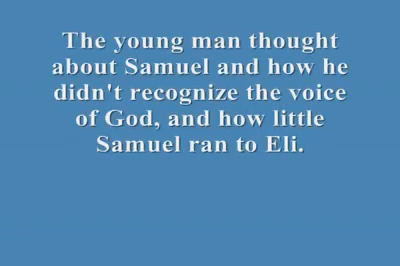 The young man thought
about Samuel and how he
didn't recognize the voice
of God, and how little
Samuel ran to Eli.